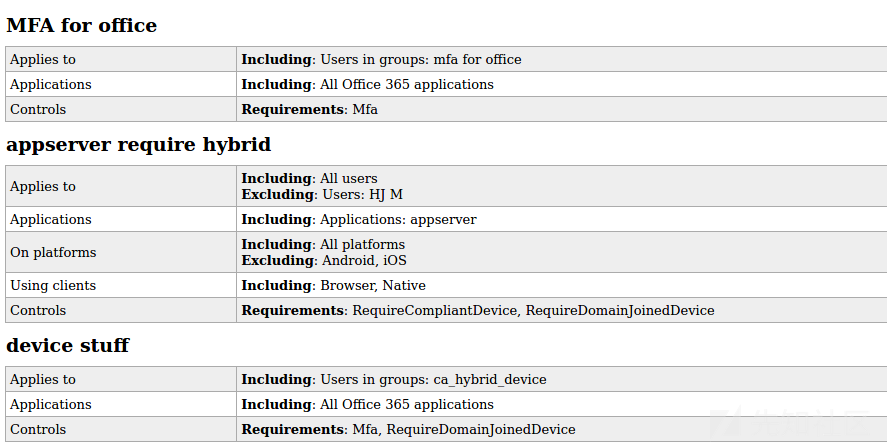 MFA for office
Applies to Including: Users in groups: mfa for office
Applications Including: All Office 365 applications
Controls Requirements: Mfa
appserver require hybrid
Applies to Including: All users
Excluding: Users: HJ M
Applications Including: Applications: appserver
On platforms Including: All platforms
Excluding: Android, iOS
Using clients Including: Browser, Native
Controls Requirements: RequireCompliantDevice, RequireDomainJoinedDevice
device stuff
Applies to Including: Users in groups: ca_hybrid_device
Applications Including: All Office 365 applications
Controls Requirements: Mfa, RequireDomainJoinedDevice